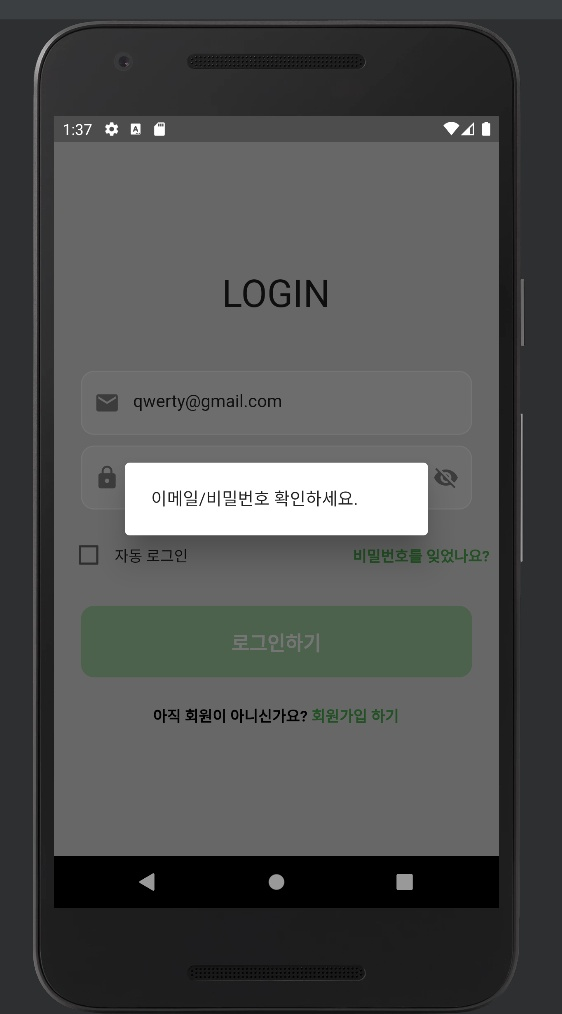 1:37
LOGIN
qwerty@gmail.com
이메일/비밀번호 확인하세요.
자동 로그인
비밀번호를 잊었나요?
로그인하기
아직 회원이 아니신가요? 회원가입 하기